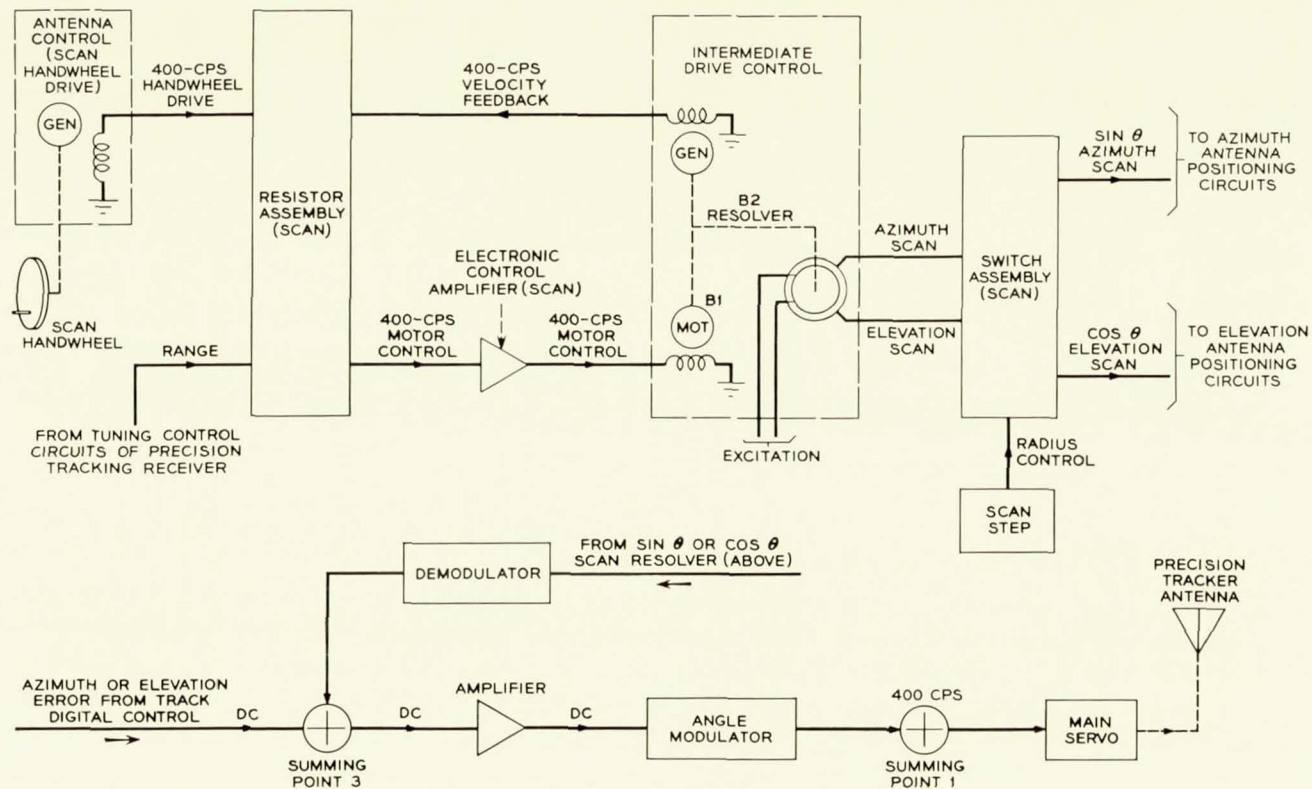 ANTENNA
CONTROL
(SCAN
HANDWHEEL
DRIVE)
GEN
SCAN
HANDWHEEL
400-CPS
HANDWHEEL
DRIVE
RANGE
FROM TUNING CONTROL
CIRCUITS OF PRECISION
TRACKING RECEIVER
RESISTOR
ASSEMBLY
(SCAN)
400-CPS
VELOCITY
FEEDBACK
ELECTRONIC
CONTROL
AMPLIFIER (SCAN)
400-CPS
MOTOR
CONTROL
400-CPS
MOTOR
CONTROL
INTERMEDIATE
DRIVE CONTROL
GEN
B2
RESOLVER
B1
MOT
EXCITATION
AZIMUTH
SCAN
ELEVATION
SCAN
SWITCH
ASSEMBLY
(SCAN)
SIN θ
AZIMUTH
SCAN
TO AZIMUTH
ANTENNA
POSITIONING
CIRCUITS
COS θ
ELEVATION
SCAN
TO ELEVATION
ANTENNA
POSITIONING
CIRCUITS
RADIUS
CONTROL
SCAN
STEP
FROM SIN θ OR COS θ
SCAN RESOLVER (ABOVE)
DEMODULATOR
AZIMUTH OR ELEVATION
ERROR FROM TRACK
DIGITAL CONTROL
DC
SUMMING
POINT 3
DC
AMPLIFIER
DC
ANGLE
MODULATOR
400 CPS
SUMMING
POINT 1
MAIN
SERVO
PRECISION
TRACKER
ANTENNA